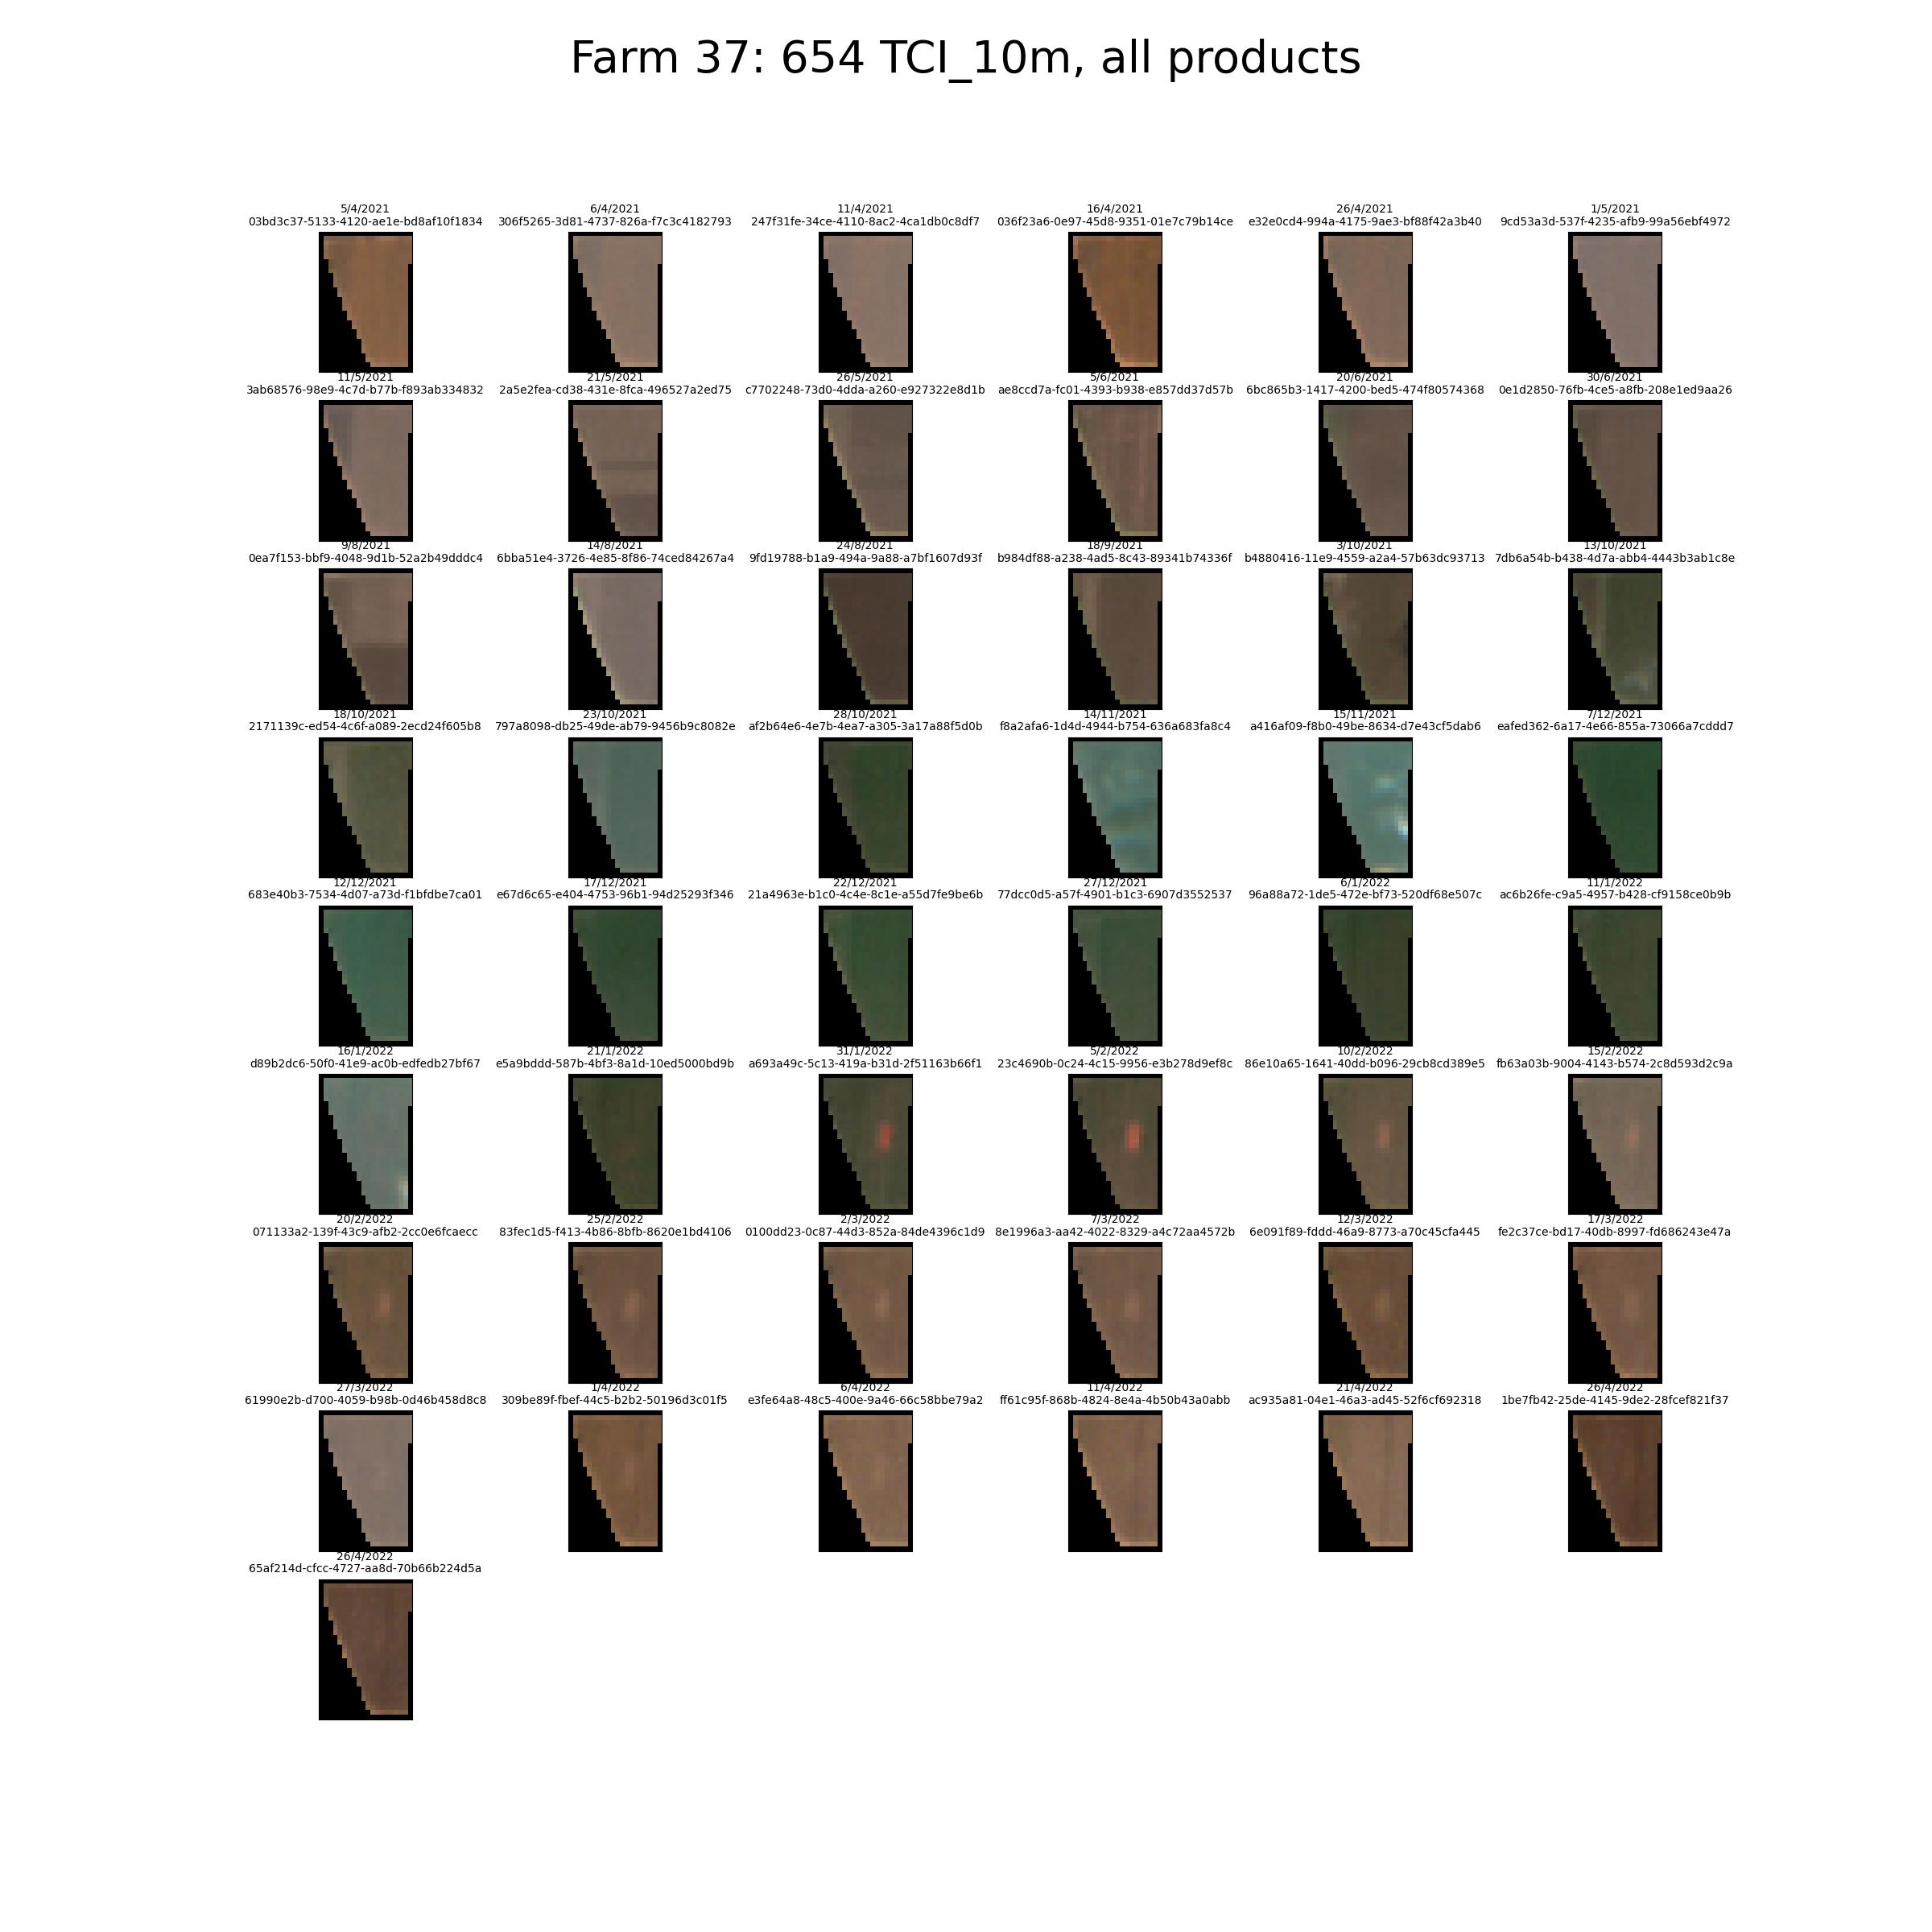 Farm 37: 654 TCI_10m, all products
5/4/2021 6/4/2021 11/4/2021 16/4/2021 26/4/2021 1/5/2021
03bd3c37-5133-4120-ae1e-bd8af10f1834 306f5265-3d81-4737-826a-f7c3c4182793 247f31fe-34ce-4110-8ac2-4ca1db0c8df7 036f23a6-0e97-45d8-9351-01e7c79b14ce e32e0cd4-994a-4175-9ae3-bf88f42a3b40 9cd53a3d-537f-4235-afb9-99a56ebf4972
11/5/2021 21/5/2021 26/5/2021 5/6/2021 20/6/2021 30/6/2021
3ab68576-98e9-4c7d-b77b-f893ab334832 2a5e2fea-cd38-431e-8fca-496527a2ed75 c7702248-73d0-4dda-a260-e927322e8d1b ae8ccd7a-fc01-4393-b938-e857dd37d57b 6bc865b3-1417-4200-bed5-474f80574368 0e1d2850-76fb-4ce5-a8fb-208e1ed9aa26
9/8/2021 14/8/2021 24/8/2021 18/9/2021 3/10/2021 13/10/2021
0ea7f153-bbf9-4048-9d1b-52a2b49dddc4 6bba51e4-3726-4e85-8f86-74ced84267a4 9fd19788-b1a9-494a-9a88-a7bf1607d93f b984df88-a238-4ad5-8c43-89341b74336f b4880416-11e9-4559-a2a4-57b63dc93713 7db6a54b-b438-4d7a-abb4-4443b3ab1c8e
18/10/2021 23/10/2021 28/10/2021 14/11/2021 15/11/2021 7/12/2021
2171139c-ed54-4c6f-a089-2ecd24f605b8 797a8098-db25-49de-ab79-9456b9c8082e af2b64e6-4e7b-4ea7-a305-3a17a88f5d0b f8a2afa6-1d4d-4944-b754-636a683fa8c4 a416af09-f8b0-49be-8634-d7e43cf5dab6 eafed362-6a17-4e66-855a-73066a7cddd7
12/12/2021 17/12/2021 22/12/2021 27/12/2021 6/1/2022 11/1/2022
683e40b3-7534-4d07-a73d-f1bfdbe7ca01 e67d6c65-e404-4753-96b1-94d25293f346 21a4963e-b1c0-4c4e-8c1e-a55d7fe9be6b 77dcc0d5-a57f-4901-b1c3-6907d3552537 96a88a72-1de5-472e-bf73-520df68e507c ac6b26fe-c9a5-4957-b428-cf9158ce0b9b
16/1/2022 21/1/2022 31/1/2022 5/2/2022 10/2/2022 15/2/2022
d89b2dc6-50f0-41e9-ac0b-edfedb27bf67 e5a9bddd-587b-4bf3-8a1d-10ed5000bd9b a693a49c-5c13-419a-b31d-2f51163b66f1 23c4690b-0c24-4c15-9956-e3b278d9ef8c 86e10a65-1641-40dd-b096-29cb8cd389e5 fb63a03b-9004-4143-b574-2c8d593d2c9a
20/2/2022 25/2/2022 2/3/2022 7/3/2022 12/3/2022 17/3/2022
071133a2-139f-43c9-afb2-2cc0e6fcaecc 83fec1d5-f413-4b86-8bfb-8620e1bd4106 0100dd23-0c87-44d3-852a-84de4396c1d9 8e1996a3-aa42-4022-8329-a4c72aa4572b 6e091f89-fddd-46a9-8773-a70c45cfa445 fe2c37ce-bd17-40db-8997-fd686243e47a
27/3/2022 1/4/2022 6/4/2022 11/4/2022 21/4/2022 26/4/2022
61990e2b-d700-4059-b98b-0d46b458d8c8 309be89f-fbef-44c5-b2b2-50196d3c01f5 e3fe64a8-48c5-400e-9a46-66c58bbe79a2 ff61c95f-868b-4824-8e4a-4b50b43a0abb ac935a81-04e1-46a3-ad45-52f6cf692318 1be7fb42-25de-4145-9de2-28fcef821f37
26/4/2022
65af214d-cfcc-4727-aa8d-70b66b224d5a